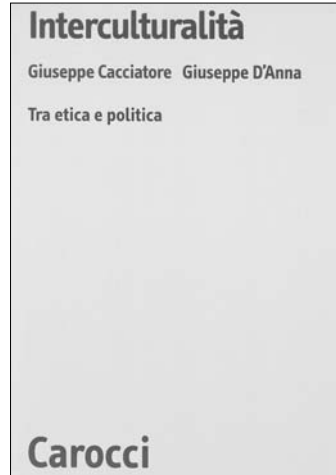 Interculturalità
Giuseppe Cacciatore Giuseppe D'Anna
Tra etica e politica
Carocci